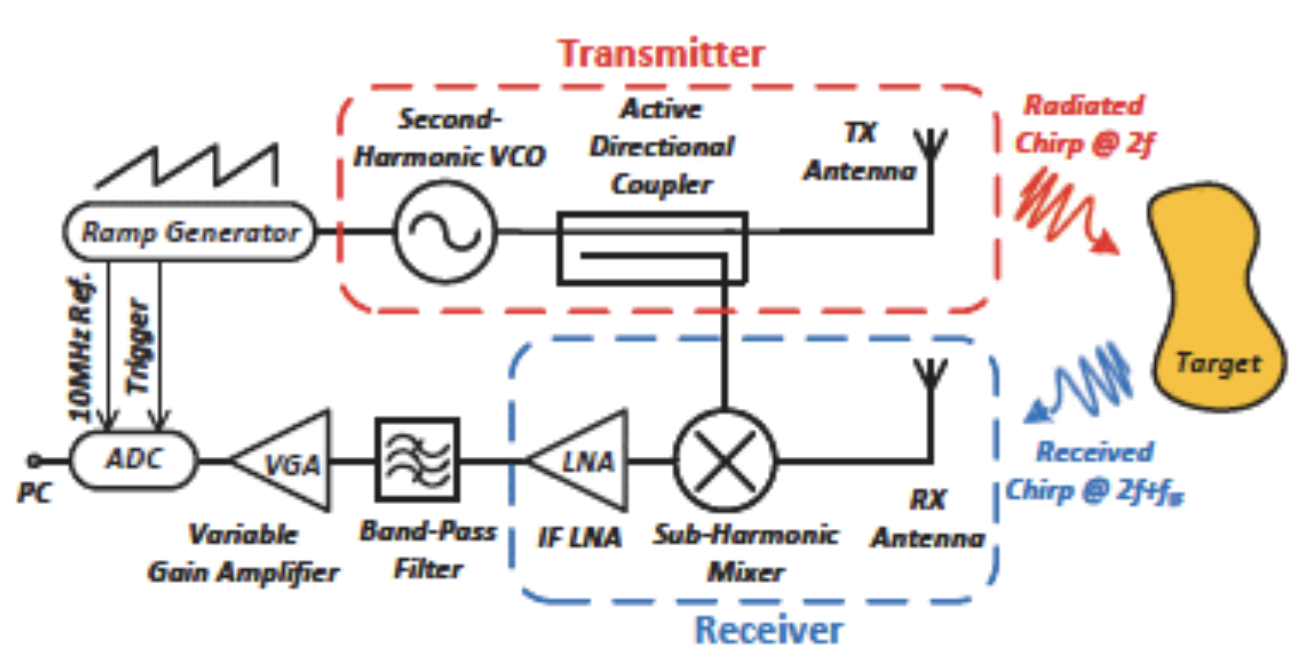 Transmitter
Second-
Harmonic VCO
Active
Directional
Coupler
TX
Antenna
Radiated
Chirp @ 2f
Ramp Generator
10MHz Ref.
Trigger
Target
ADC
VGA
LNA
PC
Variable
Gain Amplifier
Band-Pass
Filter
IF LNA
Sub-Harmonic
Mixer
RX
Antenna
Received
Chirp @ 2f+fIF
Receiver